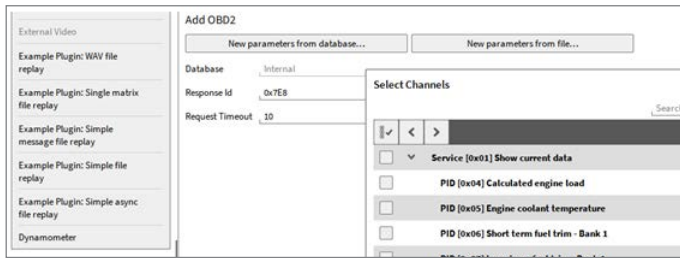 External Video
Example Plugin: WAV file
replay
Example Plugin: Single matrix
file replay
Example Plugin: Simple
message file replay
Example Plugin: Simple file
replay
Example Plugin: Simple async
file replay
Dynamometer
Add OBD2
New parameters from database...
New parameters from file...
Database Internal
Response Id 0x7E8
Request Timeout 10
Select Channels
Search
Service [0x01] Show current data
PID [0x04] Calculated engine load
PID [0x05] Engine coolant temperature
PID [0x06] Short term fuel trim - Bank 1